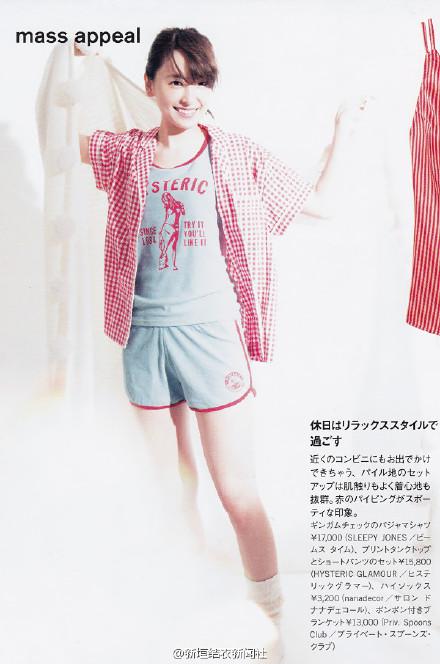 mass appeal
HYSTERIC
SINCE
1984
TRY IT
YOU'LL
LIKE IT
休日はリラックススタイルで
過ごす
近くのコンビニにもお出でかけ
できちゃう、パイル地のセット
アップは肌触りもよく着心地も
抜群。赤のパイピングがスポー
ティな印象。
ギンガムチェックのパジャマシャツ
¥17,000 (SLEEPY JONES/ビー
ムス タイム)、プリントタンクトップ
とショートパンツのセット¥15,800
(HYSTERIC GLAMOUR/ヒステ
リックグラマー)、ハイソックス
¥3,200 (nanadecor/サロン ド
ナナデェコール)、ポンポン付きブ
ランケット¥13,000 (Priv. Spoons
Club/プライベート・スプーンズ・
クラブ)
@新垣結衣新闻社